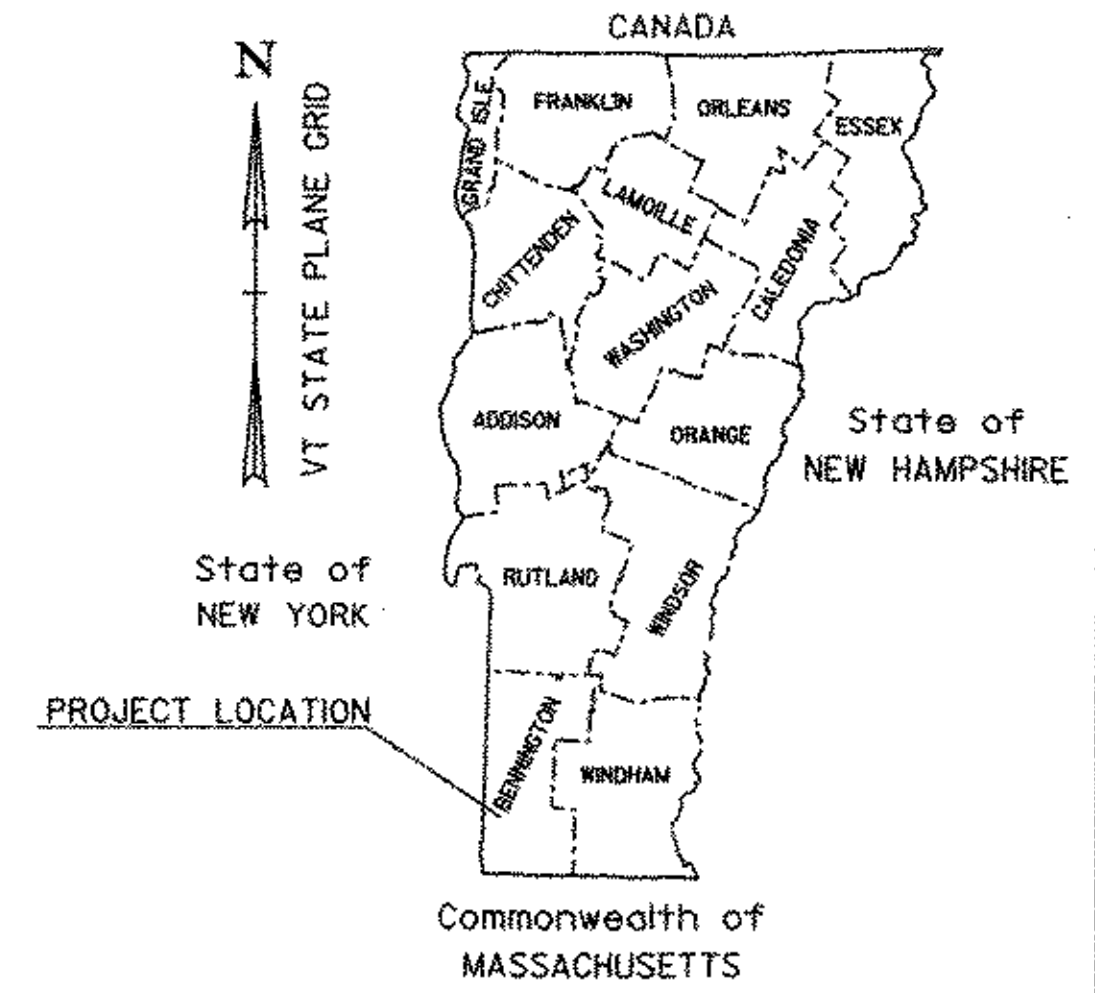 CANADA
N
VT STATE PLANE GRID
GRAND ISLE
FRANKLIN
ORLEANS
ESSEX
LAMOILLE
CHITTENDEN
CALEDONIA
WASHINGTON
ADDISON
ORANGE
State of
NEW HAMPSHIRE
State of
NEW YORK
RUTLAND
WINDSOR
PROJECT LOCATION
BENNINGTON
WINDHAM
Commonwealth of
MASSACHUSETTS